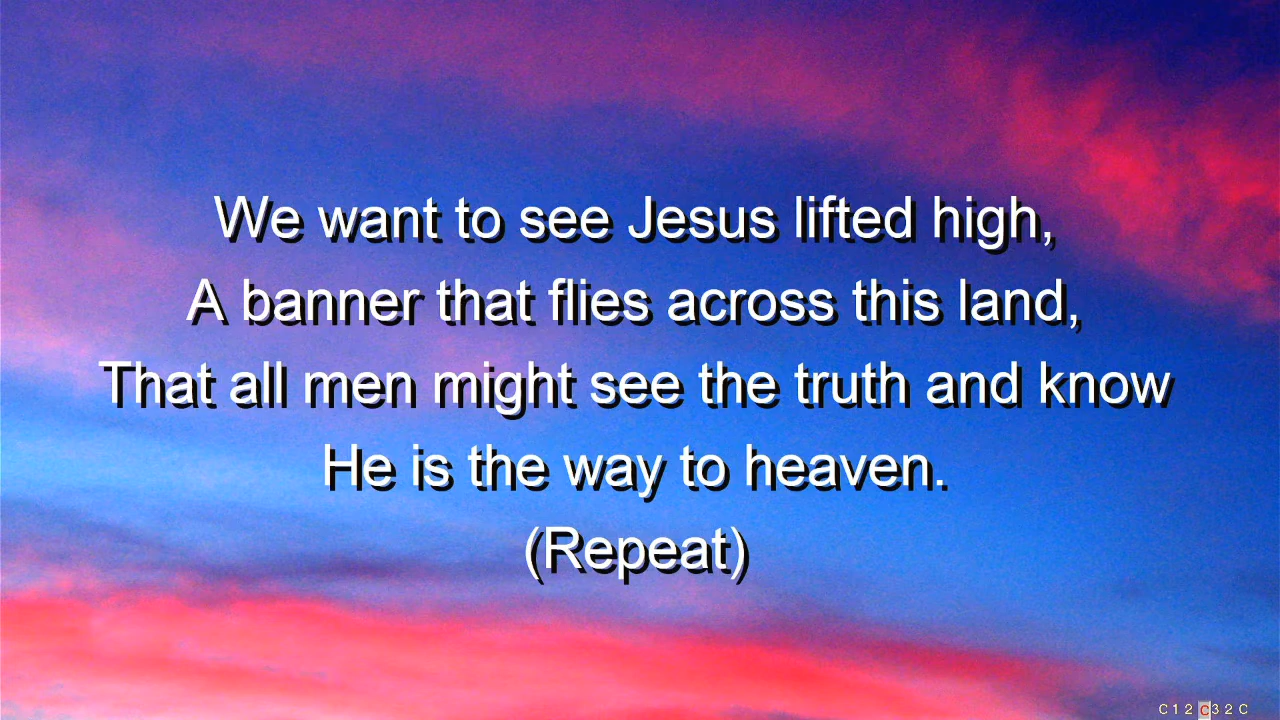 We want to see Jesus lifted high,
A banner that flies across this land,
That all men might see the truth and know
He is the way to heaven.
(Repeat)
C 1 2 C 3 2 C